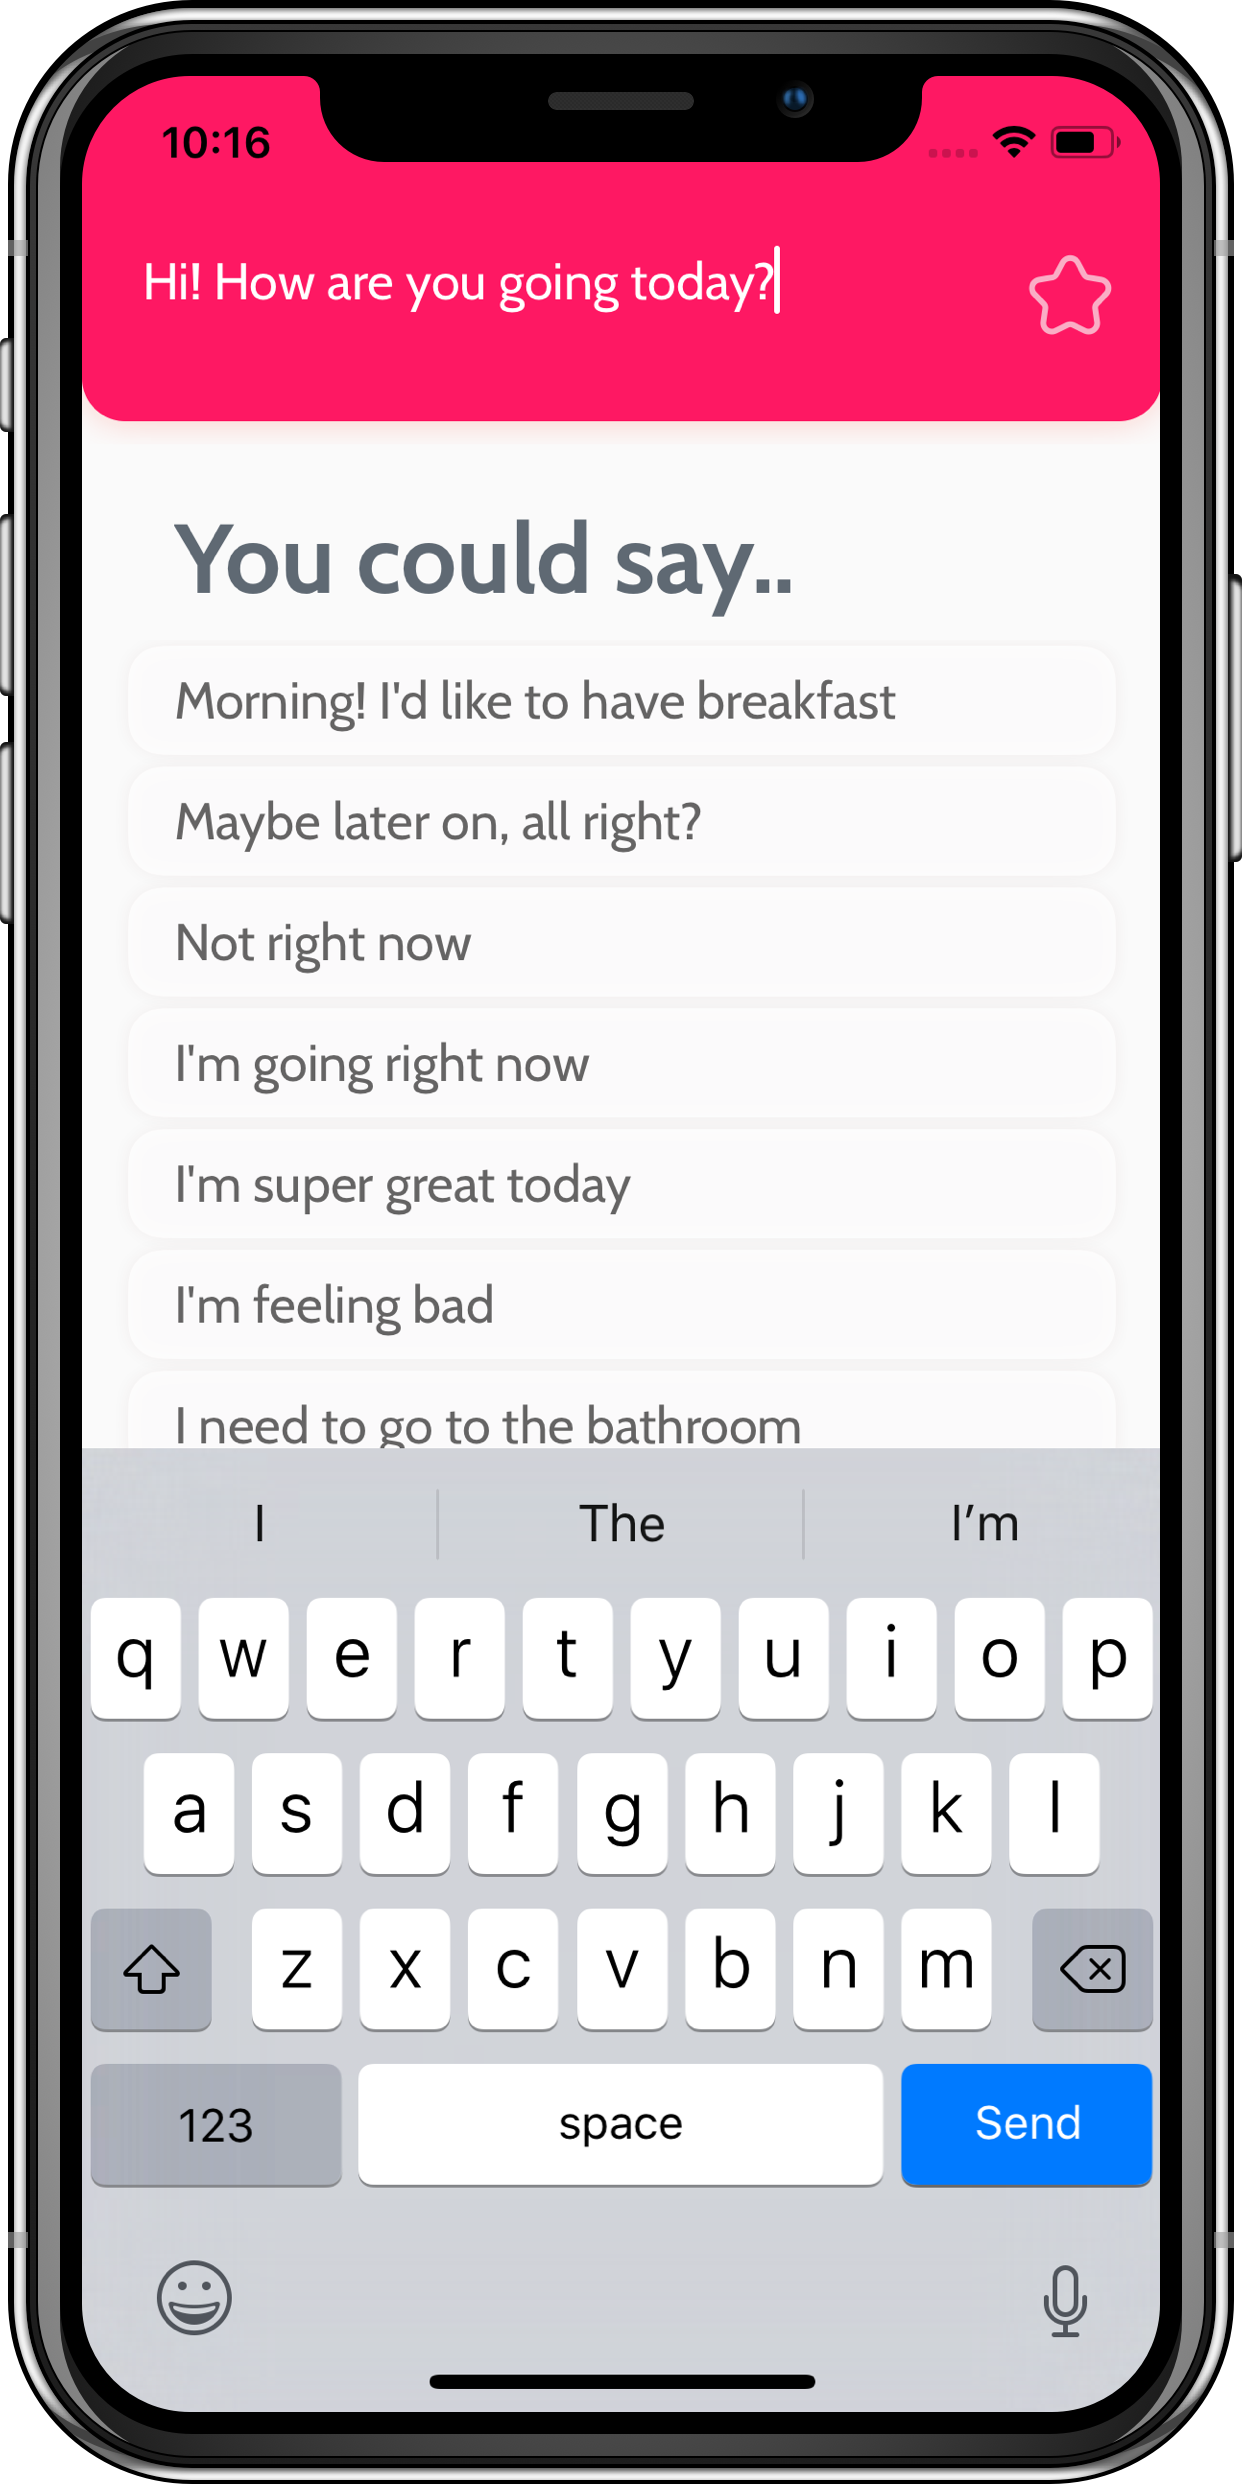 10:16
Hi! How are you going today?
You could say..
Morning! I'd like to have breakfast
Maybe later on, all right?
Not right now
I'm going right now
I'm super great today
I'm feeling bad
I need to go to the bathroom
I The I’m
q w e r t y u i o p
a s d f g h j k l
z x c v b n m
123 space Send